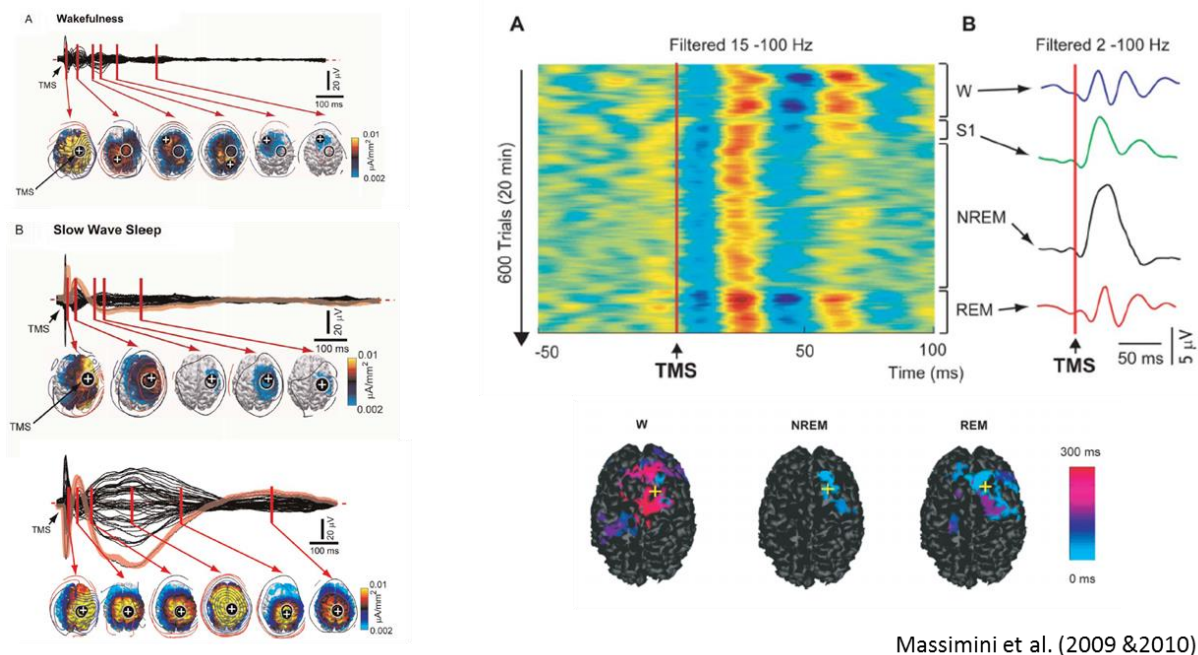 A Wakefulness
TMS
20 µV
100 ms
0.01
µA/mm²
0.002
TMS
B Slow Wave Sleep
TMS
20 µV
100 ms
0.01
µA/mm²
0.002
TMS
TMS
20 µV
100 ms
0.01
µA/mm²
0.002
A
Filtered 15 -100 Hz
600 Trials (20 min)
-50
TMS
50
100
Time (ms)
B
Filtered 2 -100 Hz
W
S1
NREM
REM
TMS
50 ms
5 µV
W
NREM
REM
300 ms
0 ms
Massimini et al. (2009 &2010)